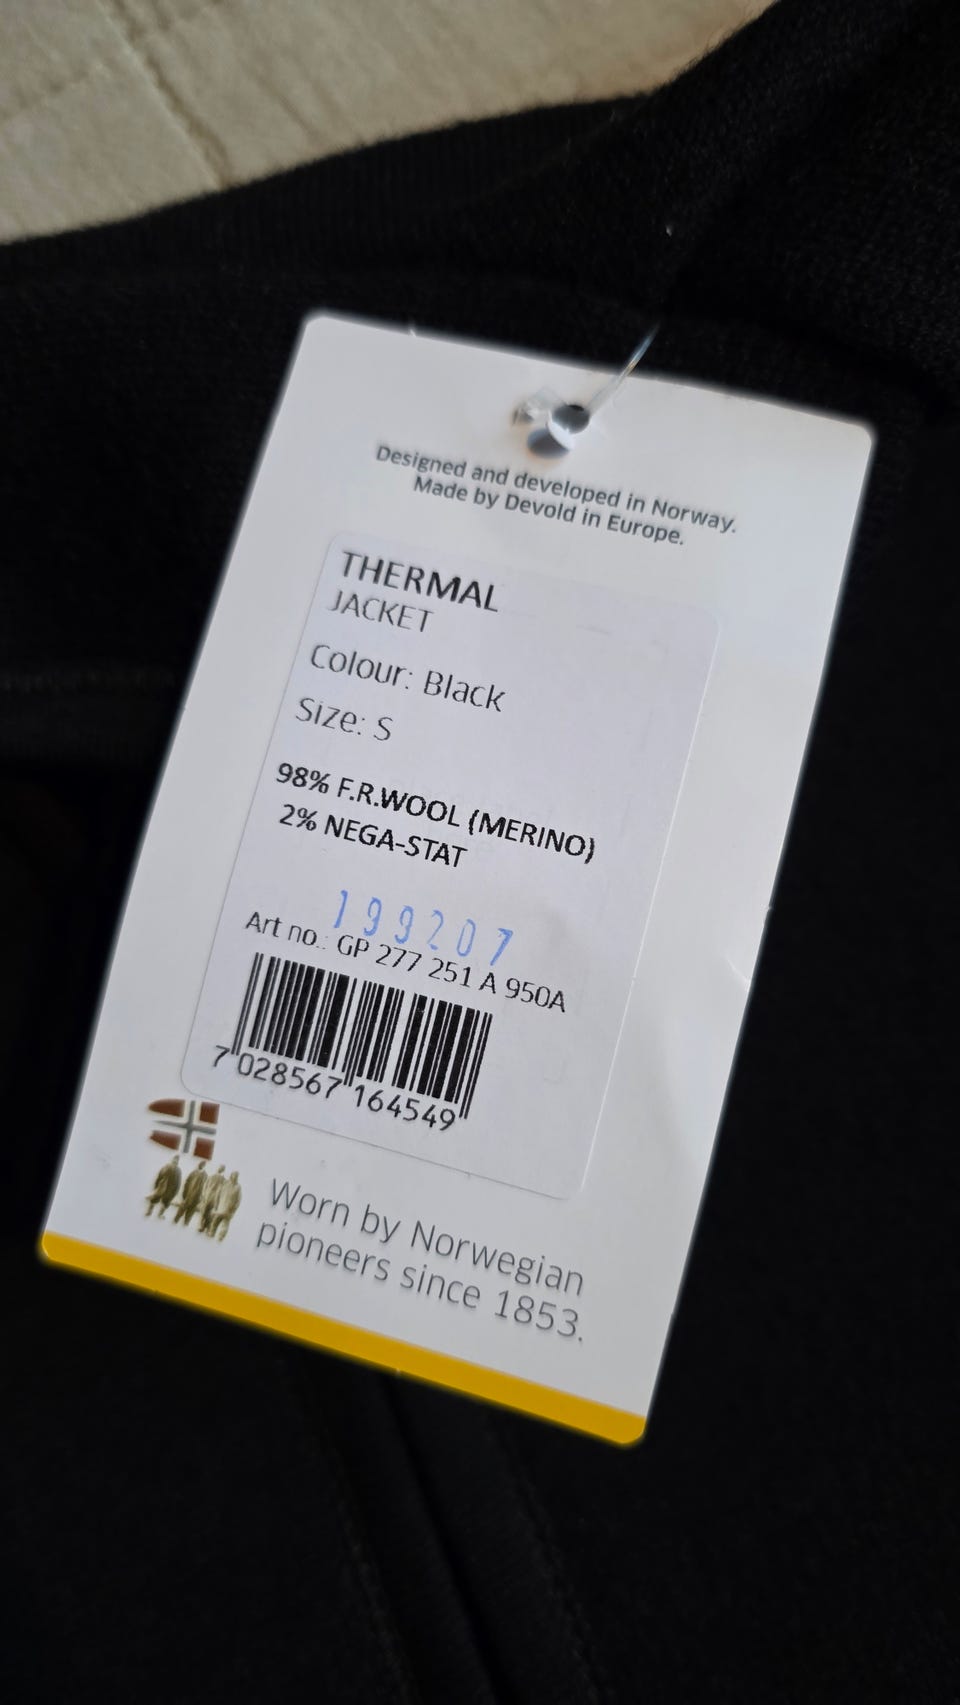 Designed and developed in Norway.
Made by Devold in Europe.
THERMAL
JACKET
Colour: Black
Size: S
98% F.R.WOOL (MERINO)
2% NEGA-STAT
199207
Art no.: GP 277 251 A 950A
7 028567 164549
Worn by Norwegian
pioneers since 1853.